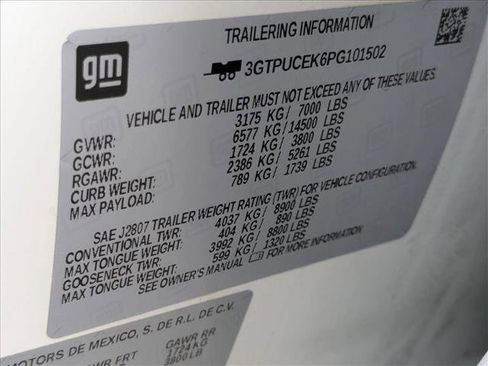 gm
TRAILERING INFORMATION
3GTPUCEK6PG101502
VEHICLE AND TRAILER MUST NOT EXCEED ANY OF THESE VALUES.
GVWR: 3175 KG/ 7000 LBS
GCWR: 6577 KG/14500 LBS
RGAWR: 1724 KG/ 3800 LBS
CURB WEIGHT: 2386 KG/ 5261 LBS
MAX PAYLOAD: 789 KG/ 1739 LBS
SAE J2807 TRAILER WEIGHT RATING (TWR) FOR VEHICLE CONFIGURATION.
CONVENTIONAL TWR: 4037 KG/ 8900 LBS
MAX TONGUE WEIGHT: 404 KG/ 890 LBS
GOOSENECK TWR: 3992 KG/ 8800 LBS
MAX TONGUE WEIGHT: 599 KG/ 1320 LBS
SEE OWNER'S MANUAL FOR MORE INFORMATION.
MOTORS DE MEXICO, S. DE R.L. DE C.V.
GAWR FRT GAWR RR
1724 KG
3800 LB